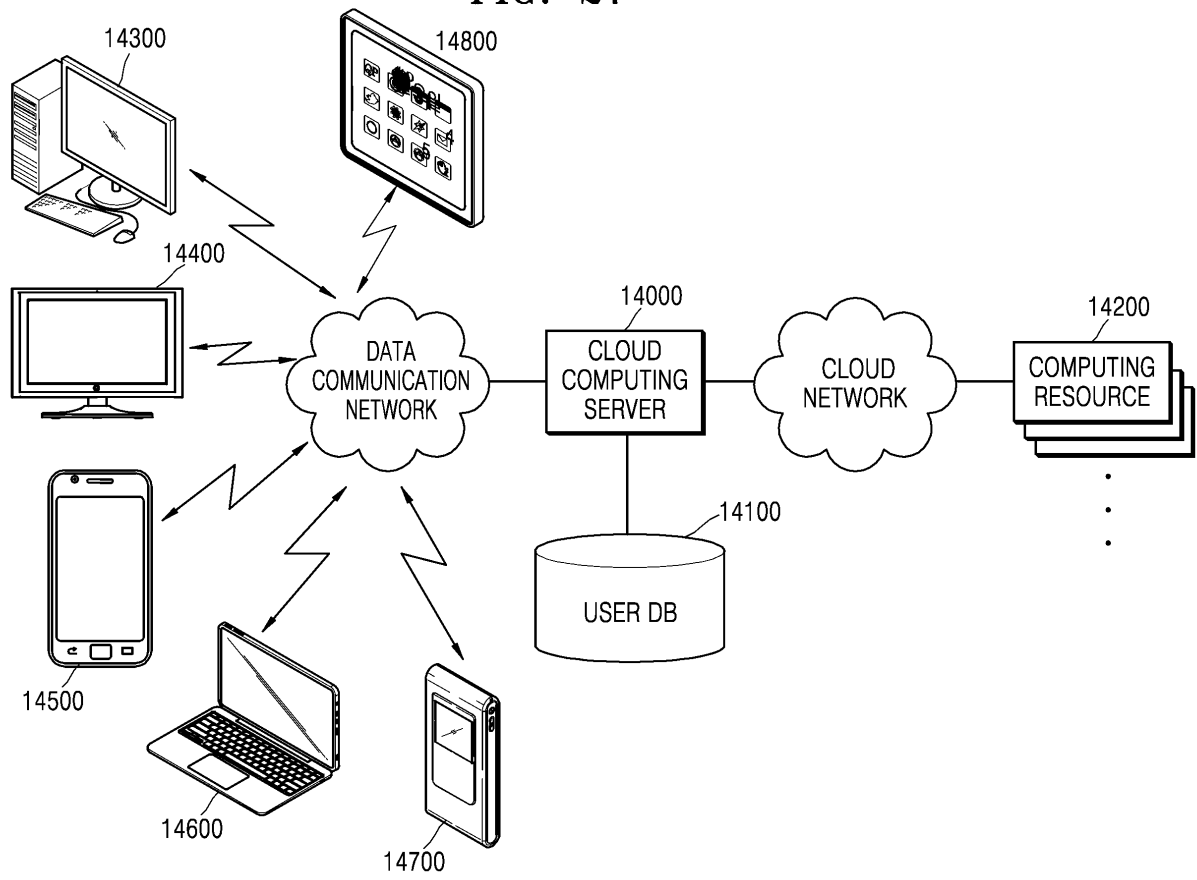 14300
14800
14400
14000
14200
DATA
COMMUNICATION
NETWORK
CLOUD
COMPUTING
SERVER
CLOUD
NETWORK
COMPUTING
RESOURCE
14100
USER DB
14500
14600
14700